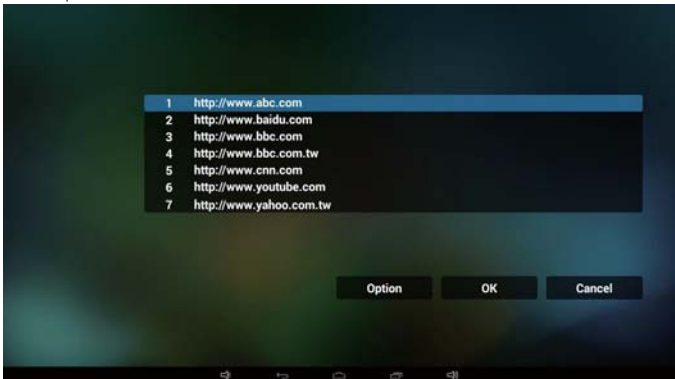 1 http://www.abc.com
2 http://www.baidu.com
3 http://www.bbc.com
4 http://www.bbc.com.tw
5 http://www.cnn.com
6 http://www.youtube.com
7 http://www.yahoo.com.tw
Option OK Cancel